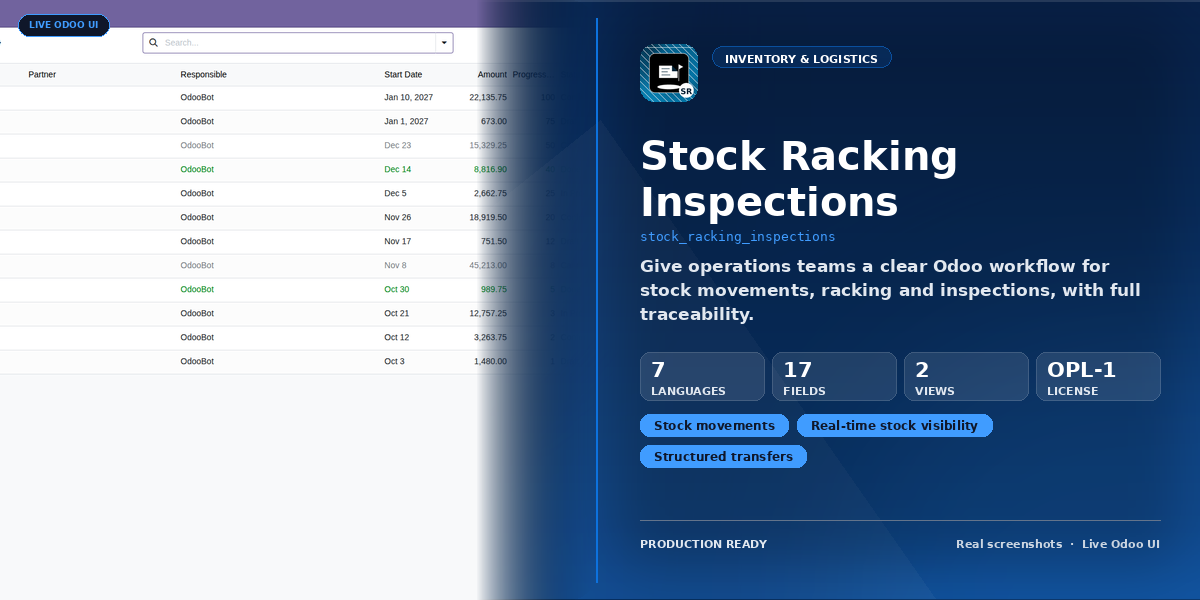 LIVE ODOO UI
Search...
Partner Responsible Start Date Amount Progress
OdooBot Jan 10, 2027 22,135.75
OdooBot Jan 1, 2027 673.00
OdooBot Dec 23 15,329.25
OdooBot Dec 14 8,816.90
OdooBot Dec 5 2,662.75
OdooBot Nov 26 18,919.50
OdooBot Nov 17 751.50
OdooBot Nov 8 45,213.00
OdooBot Oct 30 989.75
OdooBot Oct 21 12,757.25
OdooBot Oct 12 3,263.75
OdooBot Oct 3 1,480.00
SR
INVENTORY & LOGISTICS
Stock Racking
Inspections
stock_racking_inspections
Give operations teams a clear Odoo workflow for
stock movements, racking and inspections, with full
traceability.
7 LANGUAGES
17 FIELDS
2 VIEWS
OPL-1 LICENSE
Stock movements
Real-time stock visibility
Structured transfers
PRODUCTION READY
Real screenshots · Live Odoo UI